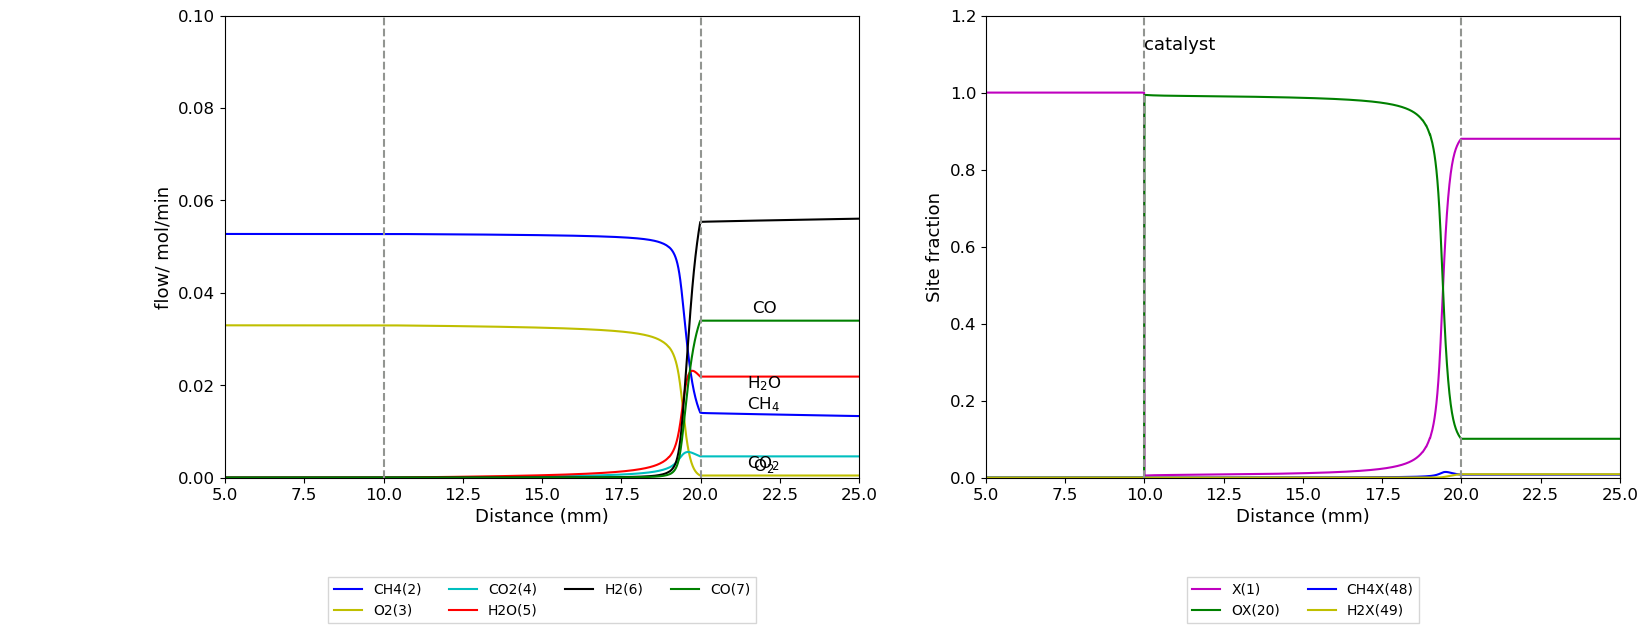 0.10
0.08
0.06
0.04
0.02
0.00
flow/ mol/min
CO
H₂O
CH₄
CO₂
O₂
5.0 7.5 10.0 12.5 15.0 17.5 20.0 22.5 25.0
Distance (mm)
CH4(2) CO2(4) H2(6) CO(7)
O2(3) H2O(5)
1.2
1.0
0.8
0.6
0.4
0.2
0.0
Site fraction
catalyst
5.0 7.5 10.0 12.5 15.0 17.5 20.0 22.5 25.0
Distance (mm)
X(1) CH4X(48)
OX(20) H2X(49)